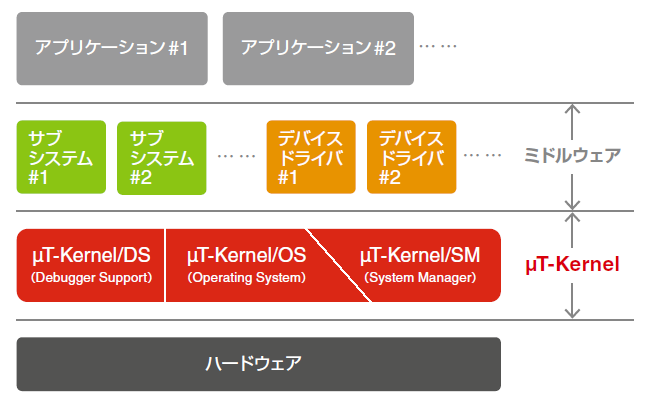 アプリケーション#1
アプリケーション#2
……
サブ
システム
#1
サブ
システム
#2
……
デバイス
ドライバ
#1
デバイス
ドライバ
#2
……
ミドルウェア
μT-Kernel/DS
(Debugger Support)
μT-Kernel/OS
(Operating System)
μT-Kernel/SM
(System Manager)
μT-Kernel
ハードウェア